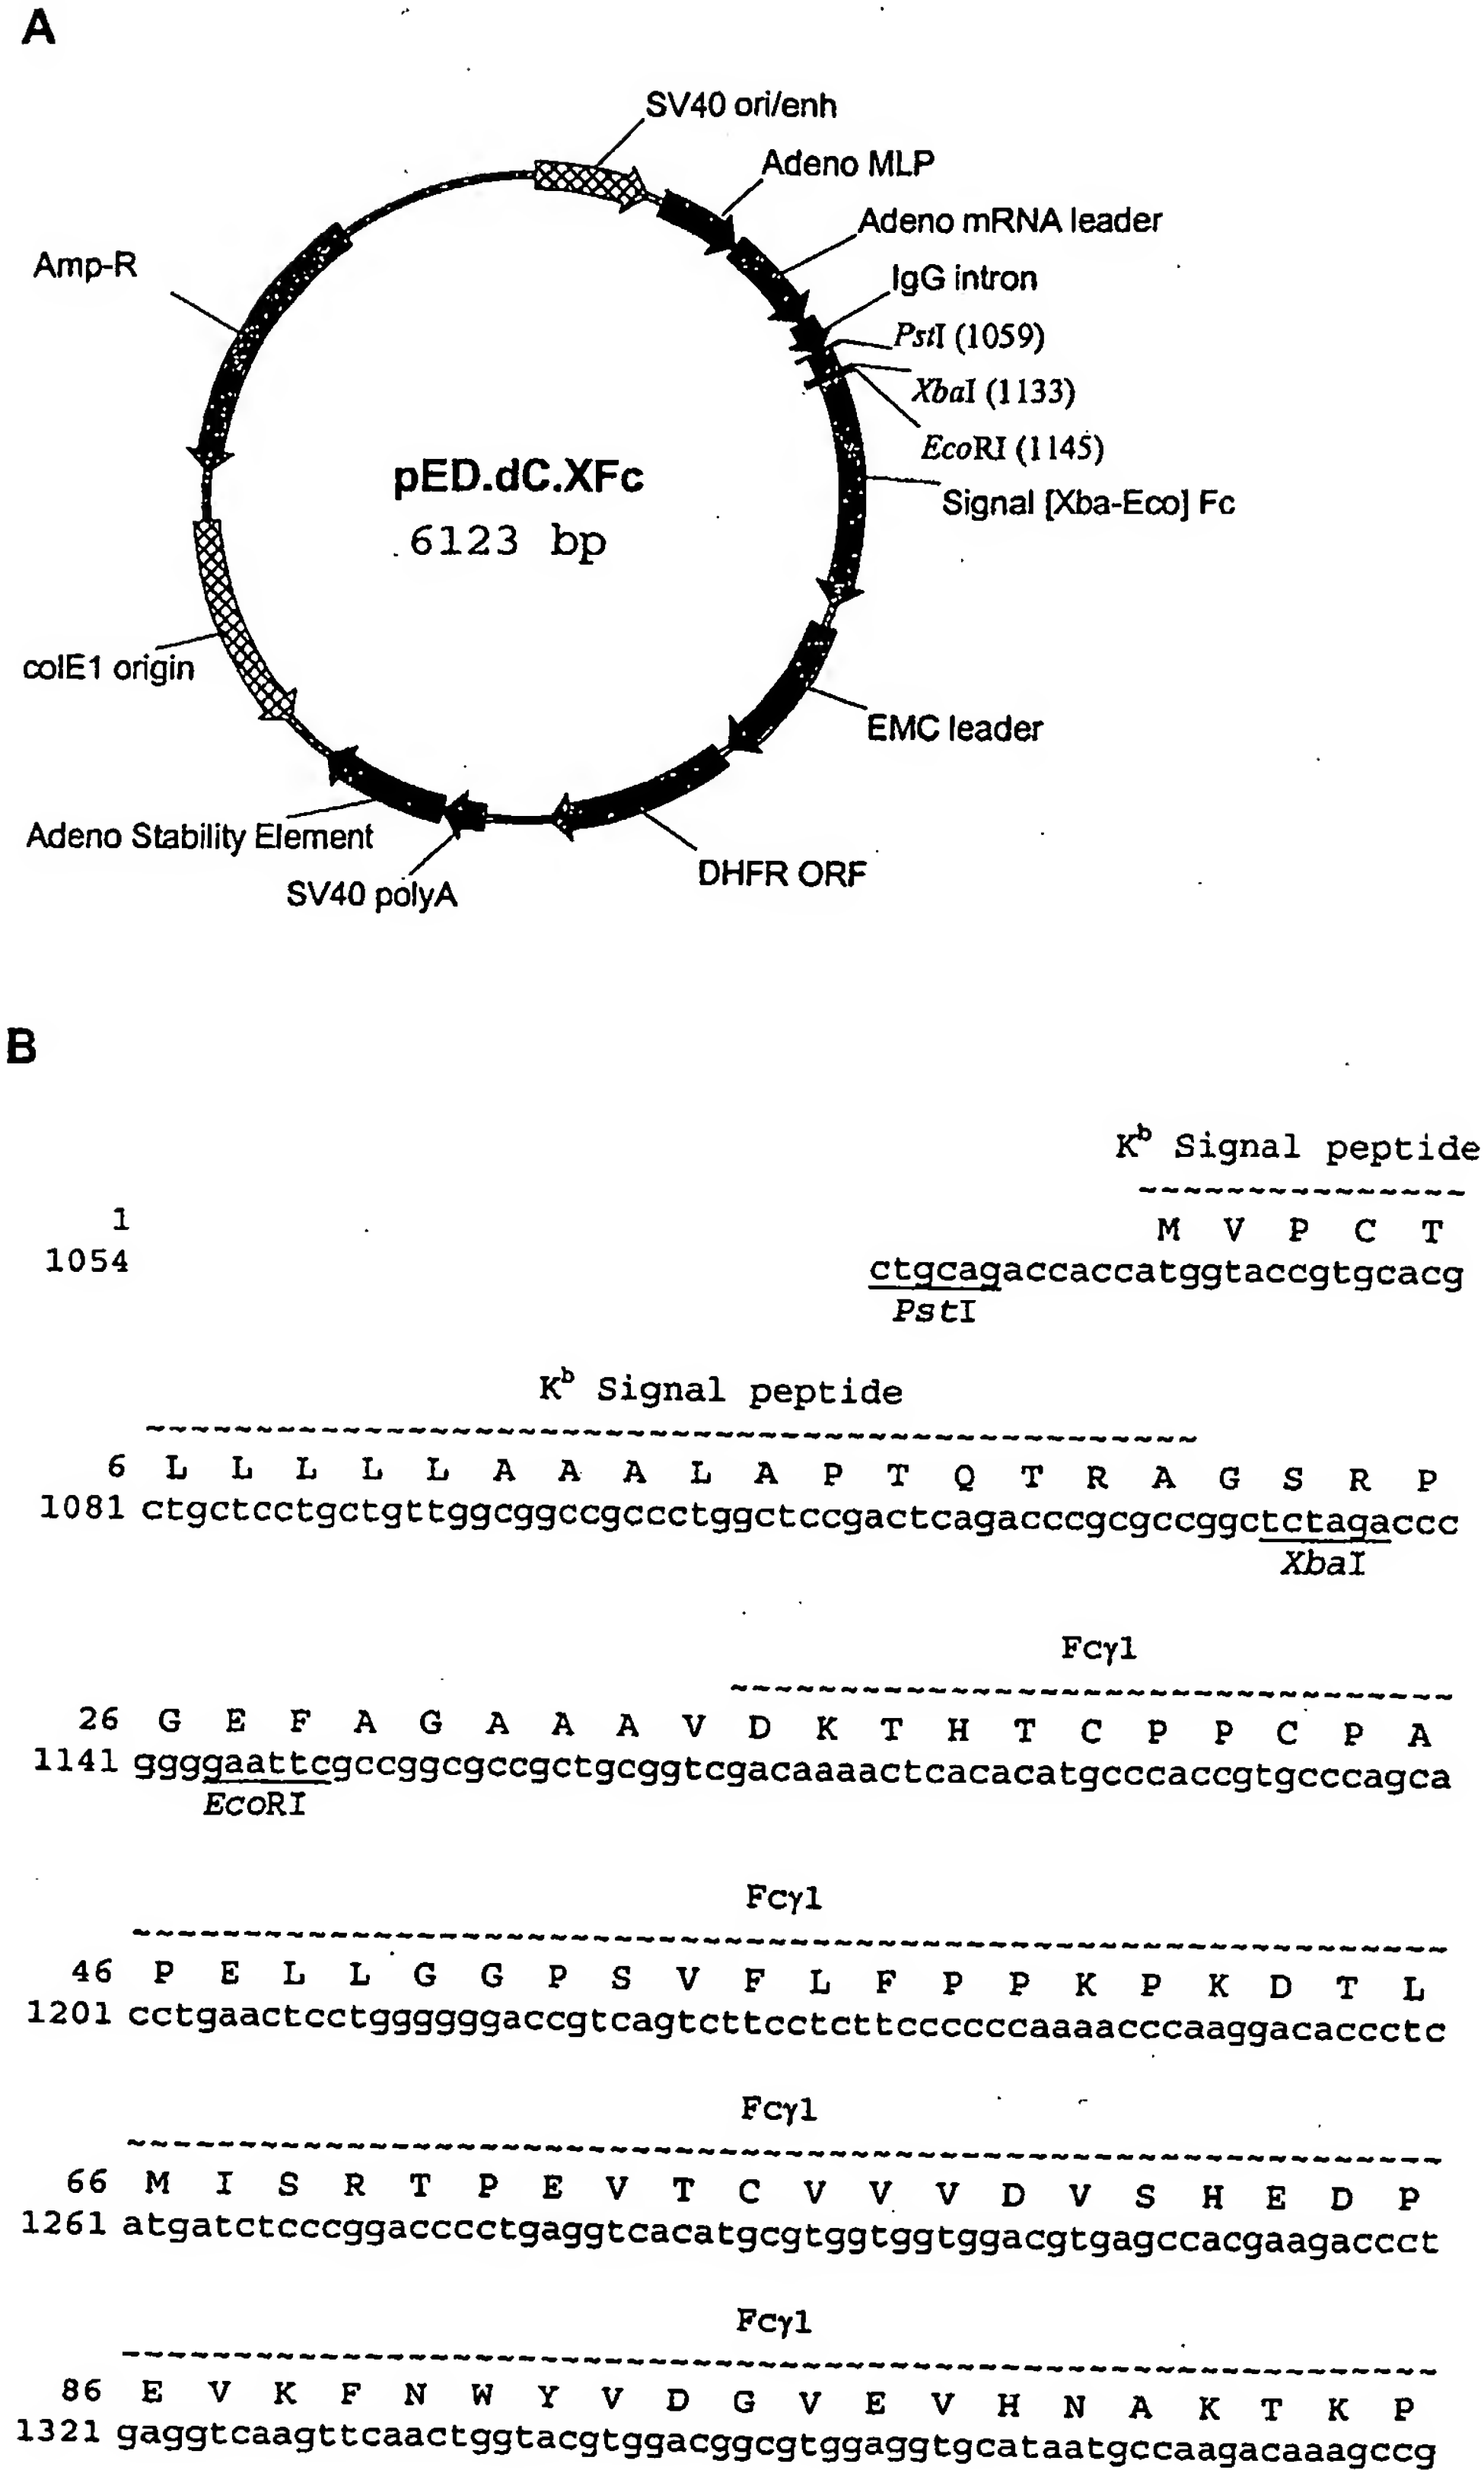 A
SV40 ori/enh
Adeno MLP
Adeno mRNA leader
IgG intron
PstI (1059)
XbaI (1133)
EcoRI (1145)
Signal [Xba-Eco] Fc
Amp-R
pED.dC.XFc
6123 bp
colE1 origin
EMC leader
Adeno Stability Element
SV40 polyA
DHFR ORF
B
Kᵇ Signal peptide
1 M V P C T
1054 ctgcagaccaccatggtaccgtgcacg
PstI
Kᵇ Signal peptide
6 L L L L L A A A L A P T Q T R A G S R P
1081 ctgctcctgctgttggcggccgccctggctccgactcagacccgcgccggctctagaccc
XbaI
Fcγ1
26 G E F A G A A A V D K T H T C P P C P A
1141 ggggaattcgccggcgccgctgcggtcgacaaaactcacacatgcccaccgtgcccagca
EcoRI
Fcγ1
46 P E L L G G P S V F L F P P K P K D T L
1201 cctgaactcctggggggaccgtcagtcttcctcttccccccaaaacccaaggacaccctc
Fcγ1
66 M I S R T P E V T C V V V D V S H E D P
1261 atgatctcccggacccctgaggtcacatgcgtggtggtggacgtgagccacgaagaccct
Fcγ1
86 E V K F N W Y V D G V E V H N A K T K P
1321 gaggtcaagttcaactggtacgtggacggcgtggaggtgcataatgccaagacaaagccg